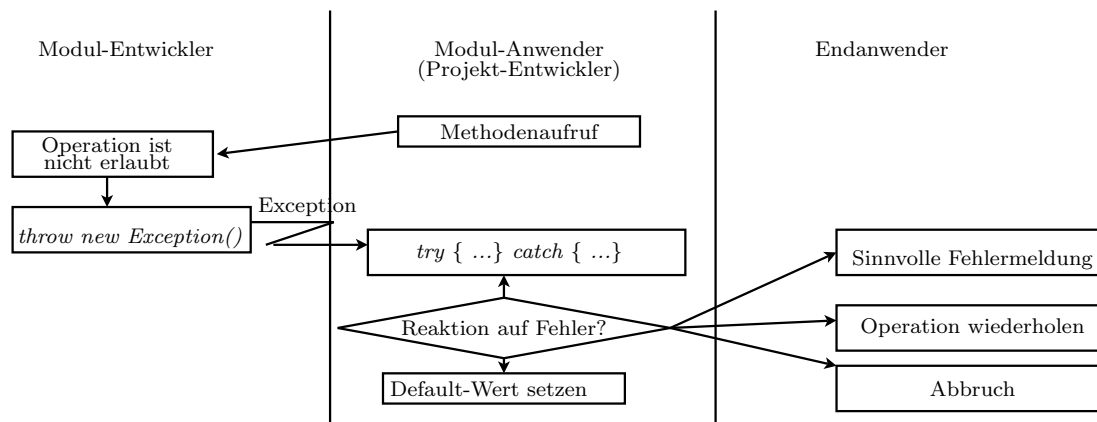 Modul-Entwickler
Modul-Anwender
(Projekt-Entwickler)
Endanwender
Methodenaufruf
Operation ist
nicht erlaubt
Exception
throw new Exception()
try { ...} catch { ...}
Sinnvolle Fehlermeldung
Reaktion auf Fehler?
Operation wiederholen
Default-Wert setzen
Abbruch